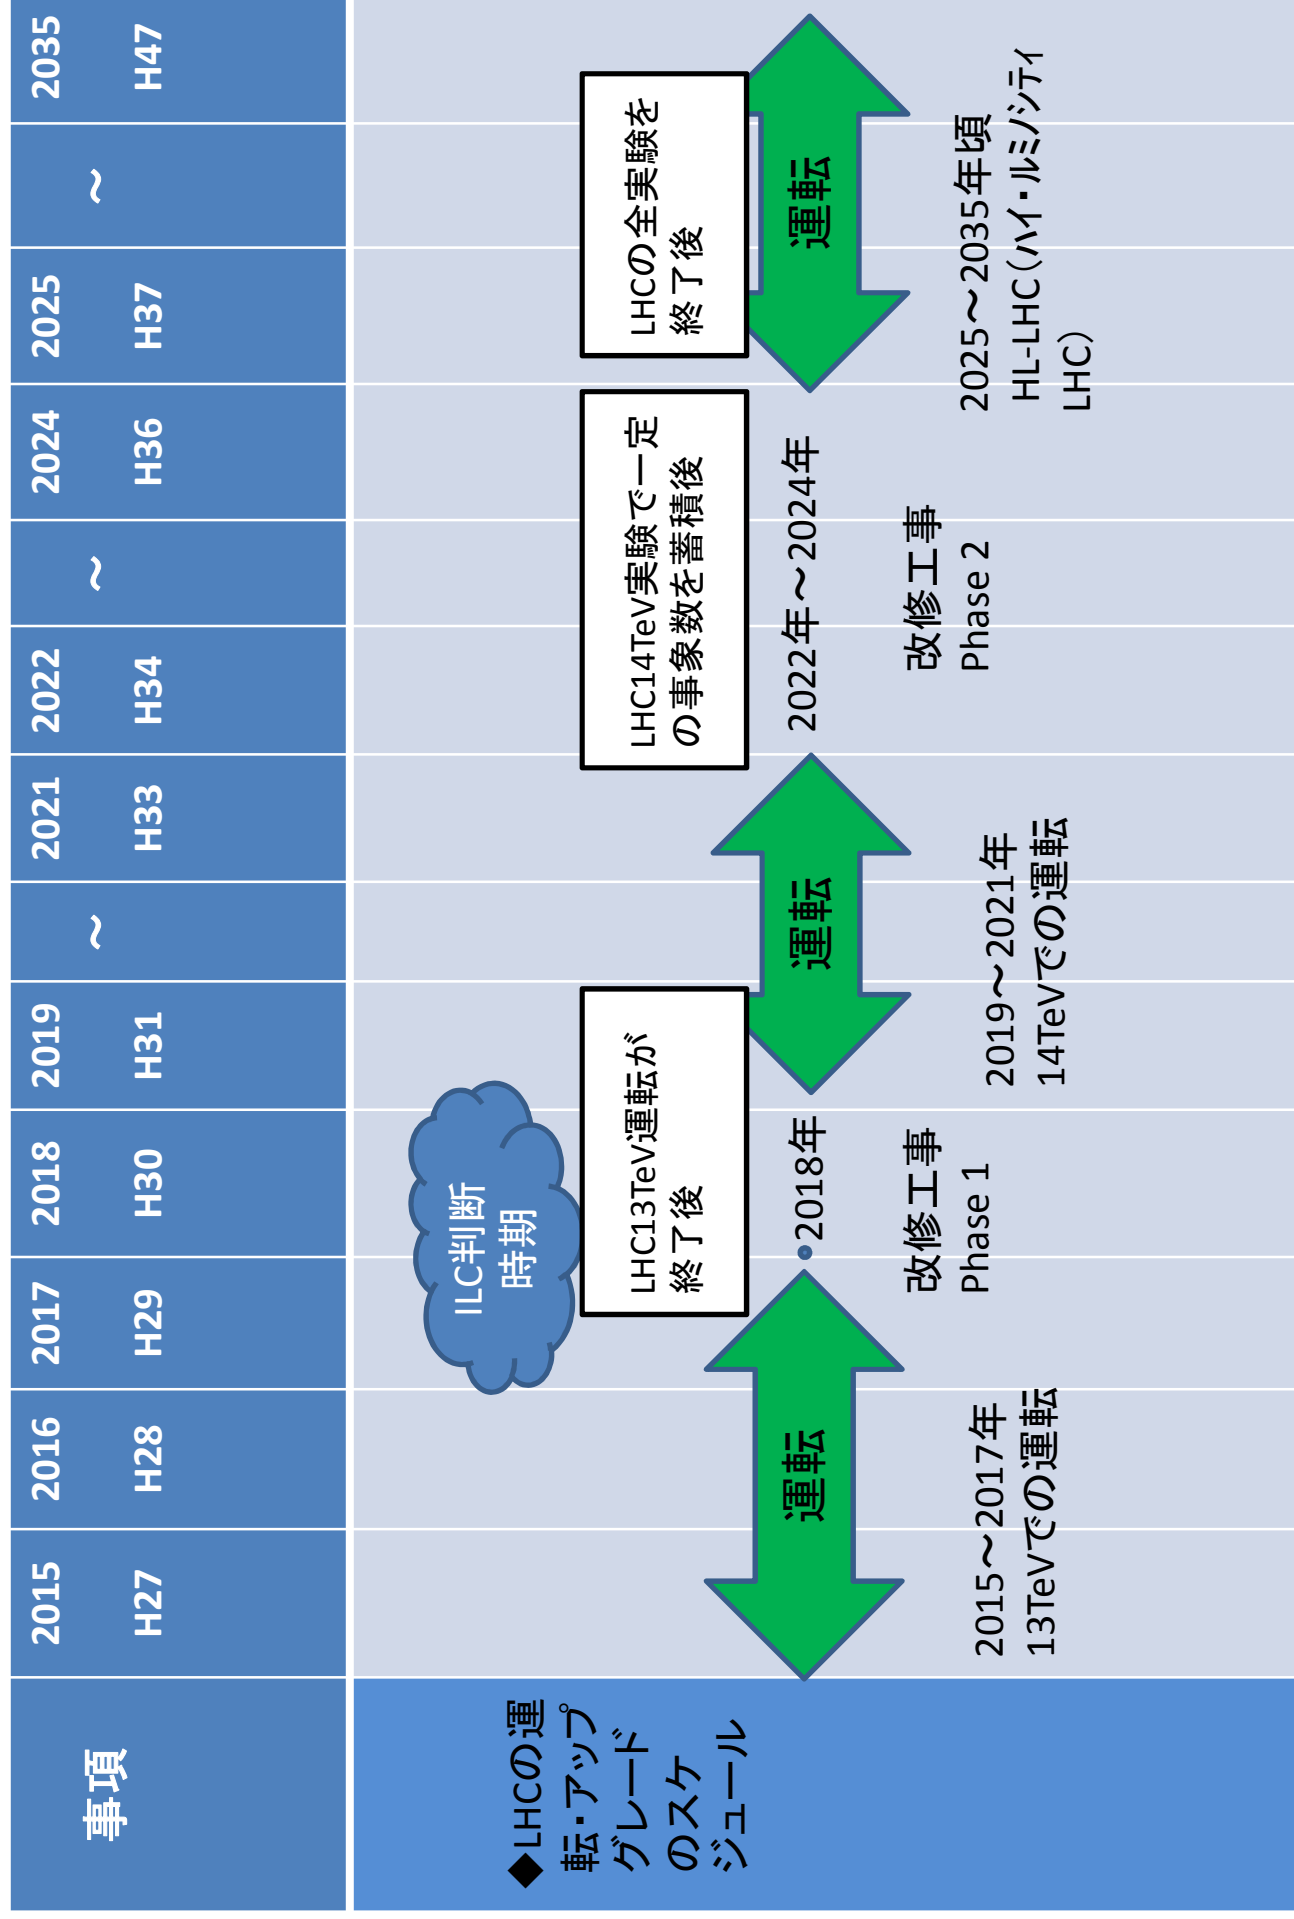 事項
2015
2016
2017
2018
2019
～
2021
2022
～
2024
2025
～
2035
H27
H28
H29
H30
H31
H33
H34
H36
H37
H47
◆LHCの運
転・アップ
グレード
のスケ
ジュール
ILC判断
時期
LHC13TeV運転が
終了後
LHC14TeV実験で一定
の事象数を蓄積後
LHCの全実験を
終了後
運転
•2018年
運転
2022年～2024年
運転
改修工事
Phase 1
改修工事
Phase 2
2015～2017年
13TeVでの運転
2019～2021年
14TeVでの運転
2025～2035年頃
HL-LHC（ハイ・ルミノシティ
LHC）